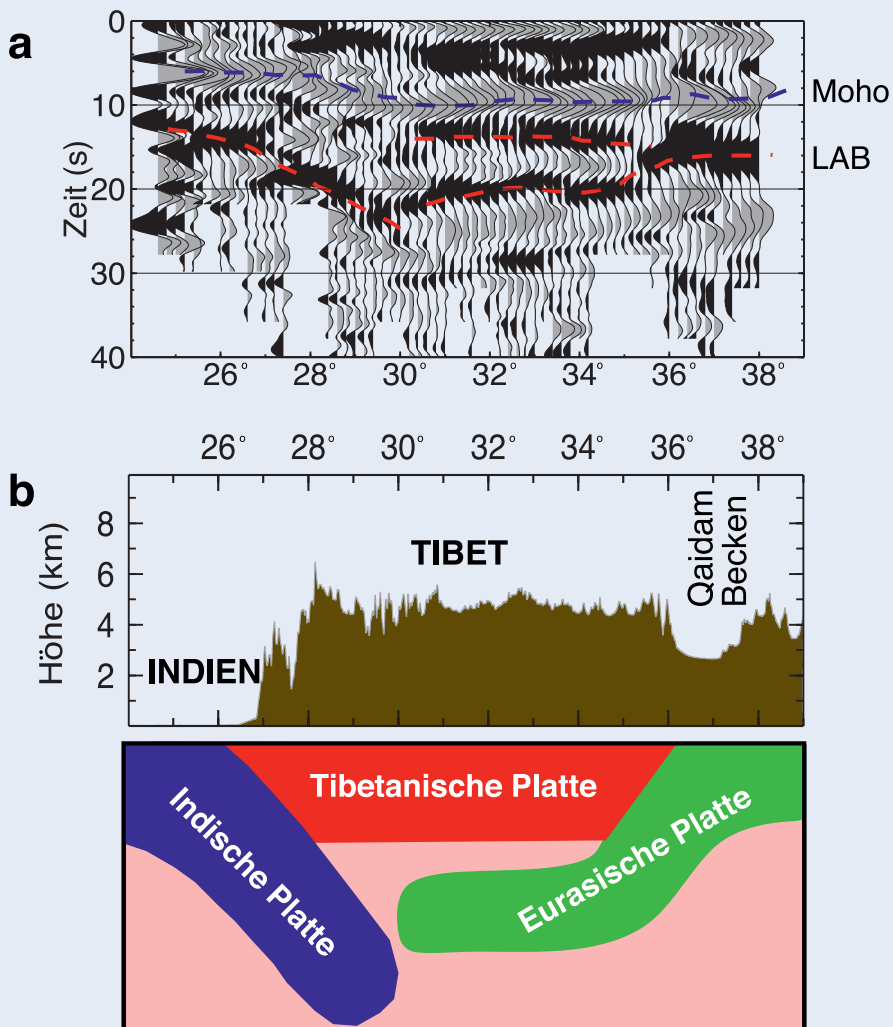 a
0
10
20
30
40
Zeit (s)
Moho
LAB
26° 28° 30° 32° 34° 36° 38°
26° 28° 30° 32° 34° 36° 38°
b
8
6
4
2
Höhe (km)
INDIEN
TIBET
Qaidam
Becken
Indische Platte
Tibetanische Platte
Eurasische Platte